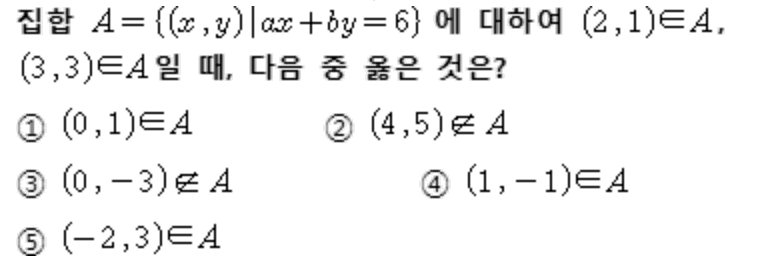 집합 A={(x,y)|ax+by=6} 에 대하여 (2,1)∈A,
(3,3)∈A일 때, 다음 중 옳은 것은?
① (0,1)∈A ② (4,5)∉A
③ (0,-3)∉A ④ (1,-1)∈A
⑤ (-2,3)∈A